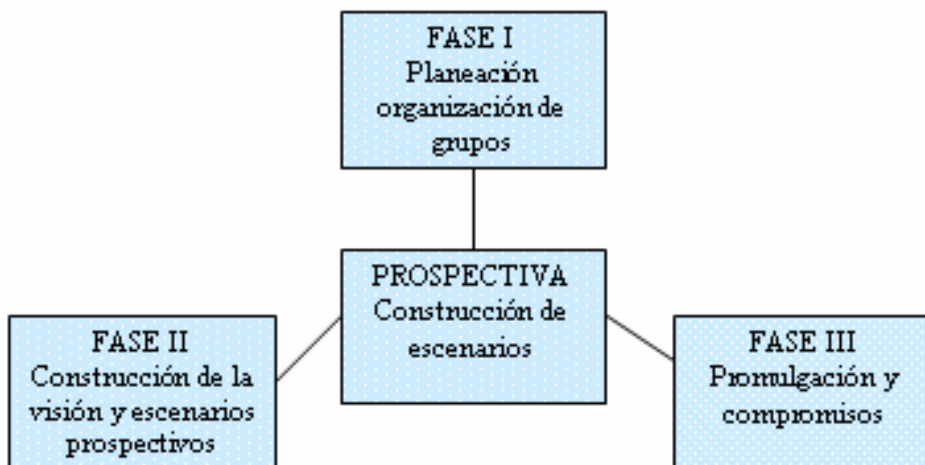 FASE I
Planeación
organización de
grupos
PROSPECTIVA
Construcción de
escenarios
FASE II
Construcción de la
visión y escenarios
prospectivos
FASE III
Promulgación y
compromisos